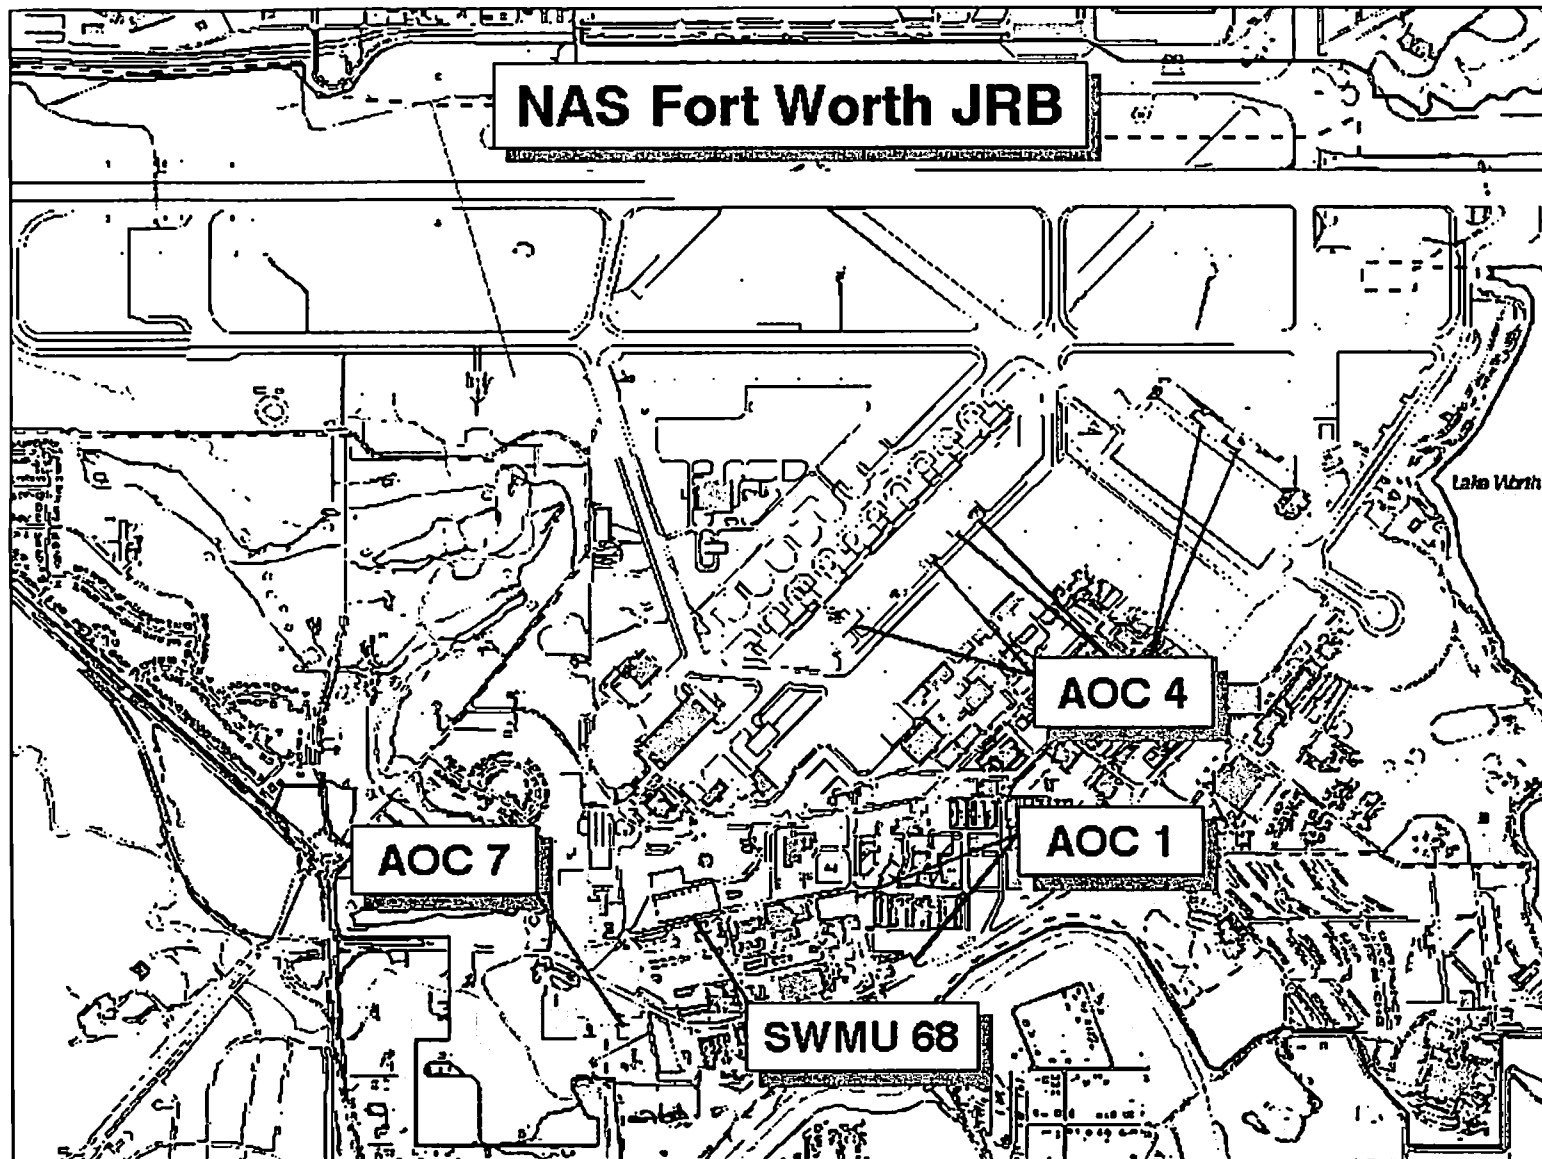 NAS Fort Worth JRB
Lake Worth
AOC 4
AOC 1
AOC 7
SWMU 68